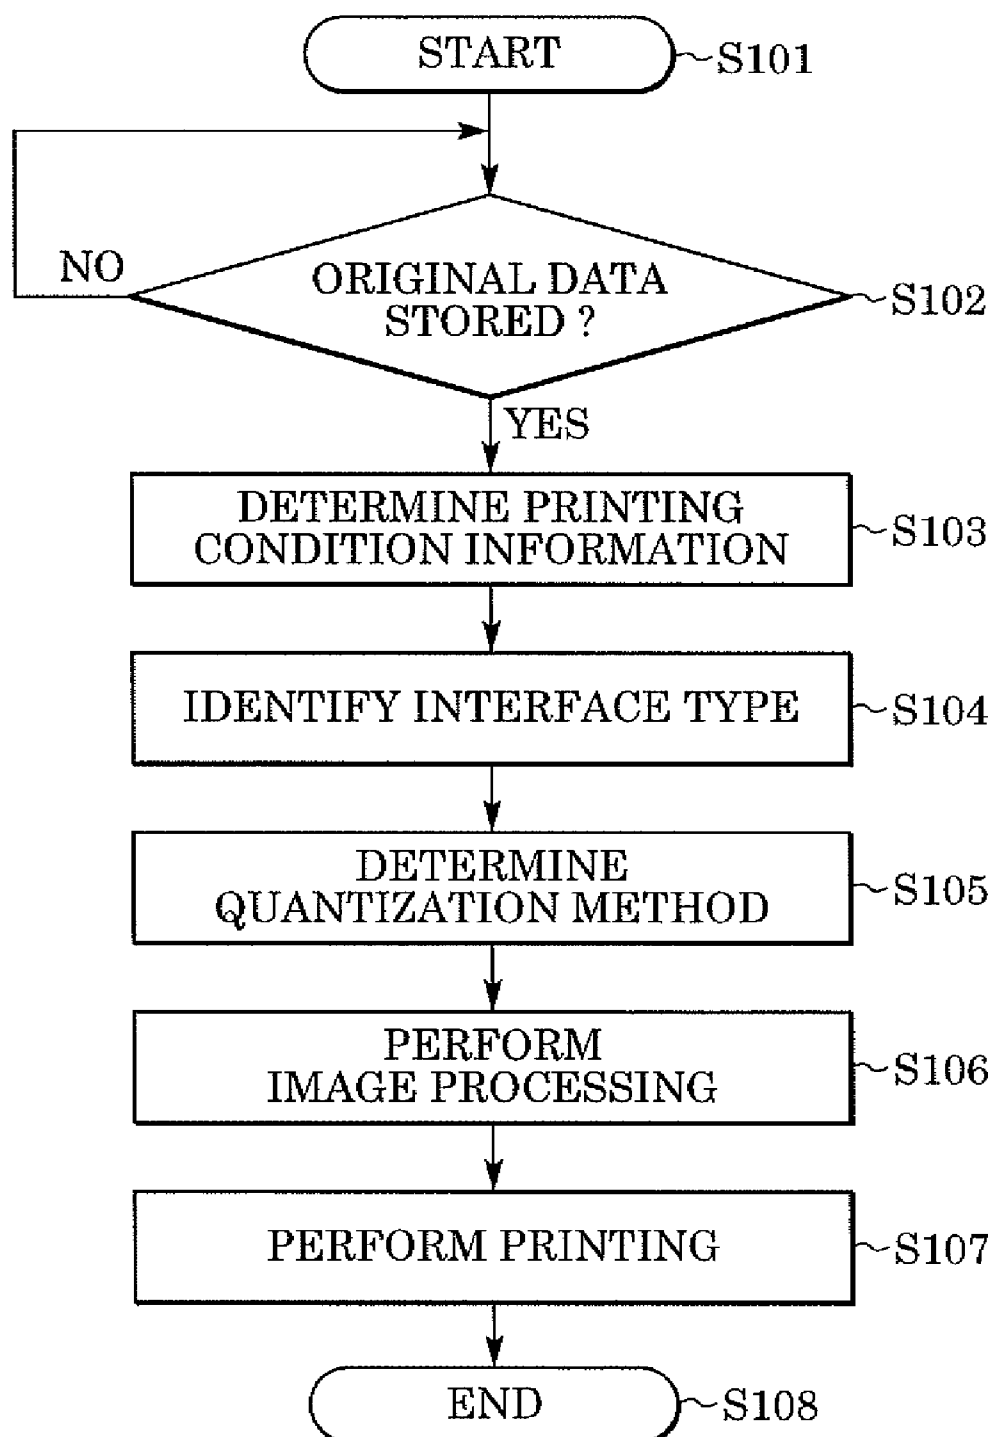 START
S101
NO
ORIGINAL DATA
STORED ?
S102
YES
DETERMINE PRINTING
CONDITION INFORMATION
S103
IDENTIFY INTERFACE TYPE
S104
DETERMINE
QUANTIZATION METHOD
S105
PERFORM
IMAGE PROCESSING
S106
PERFORM PRINTING
S107
END
S108